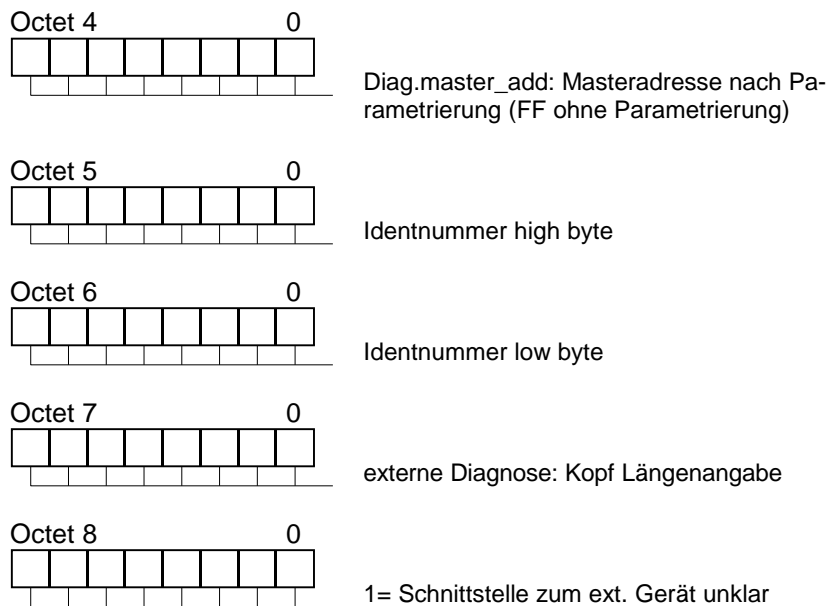 Octet 4 0
Diag.master_add: Masteradresse nach Pa-
rametrierung (FF ohne Parametrierung)
Octet 5 0
Identnummer high byte
Octet 6 0
Identnummer low byte
Octet 7 0
externe Diagnose: Kopf Längenangabe
Octet 8 0
1= Schnittstelle zum ext. Gerät unklar